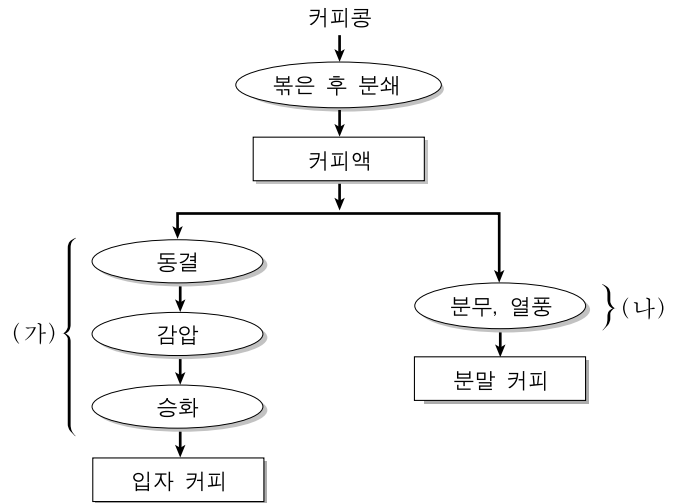 커피콩
볶은 후 분쇄
커피액
동결
감압
승화
(가)
입자 커피
분무, 열풍
(나)
분말 커피